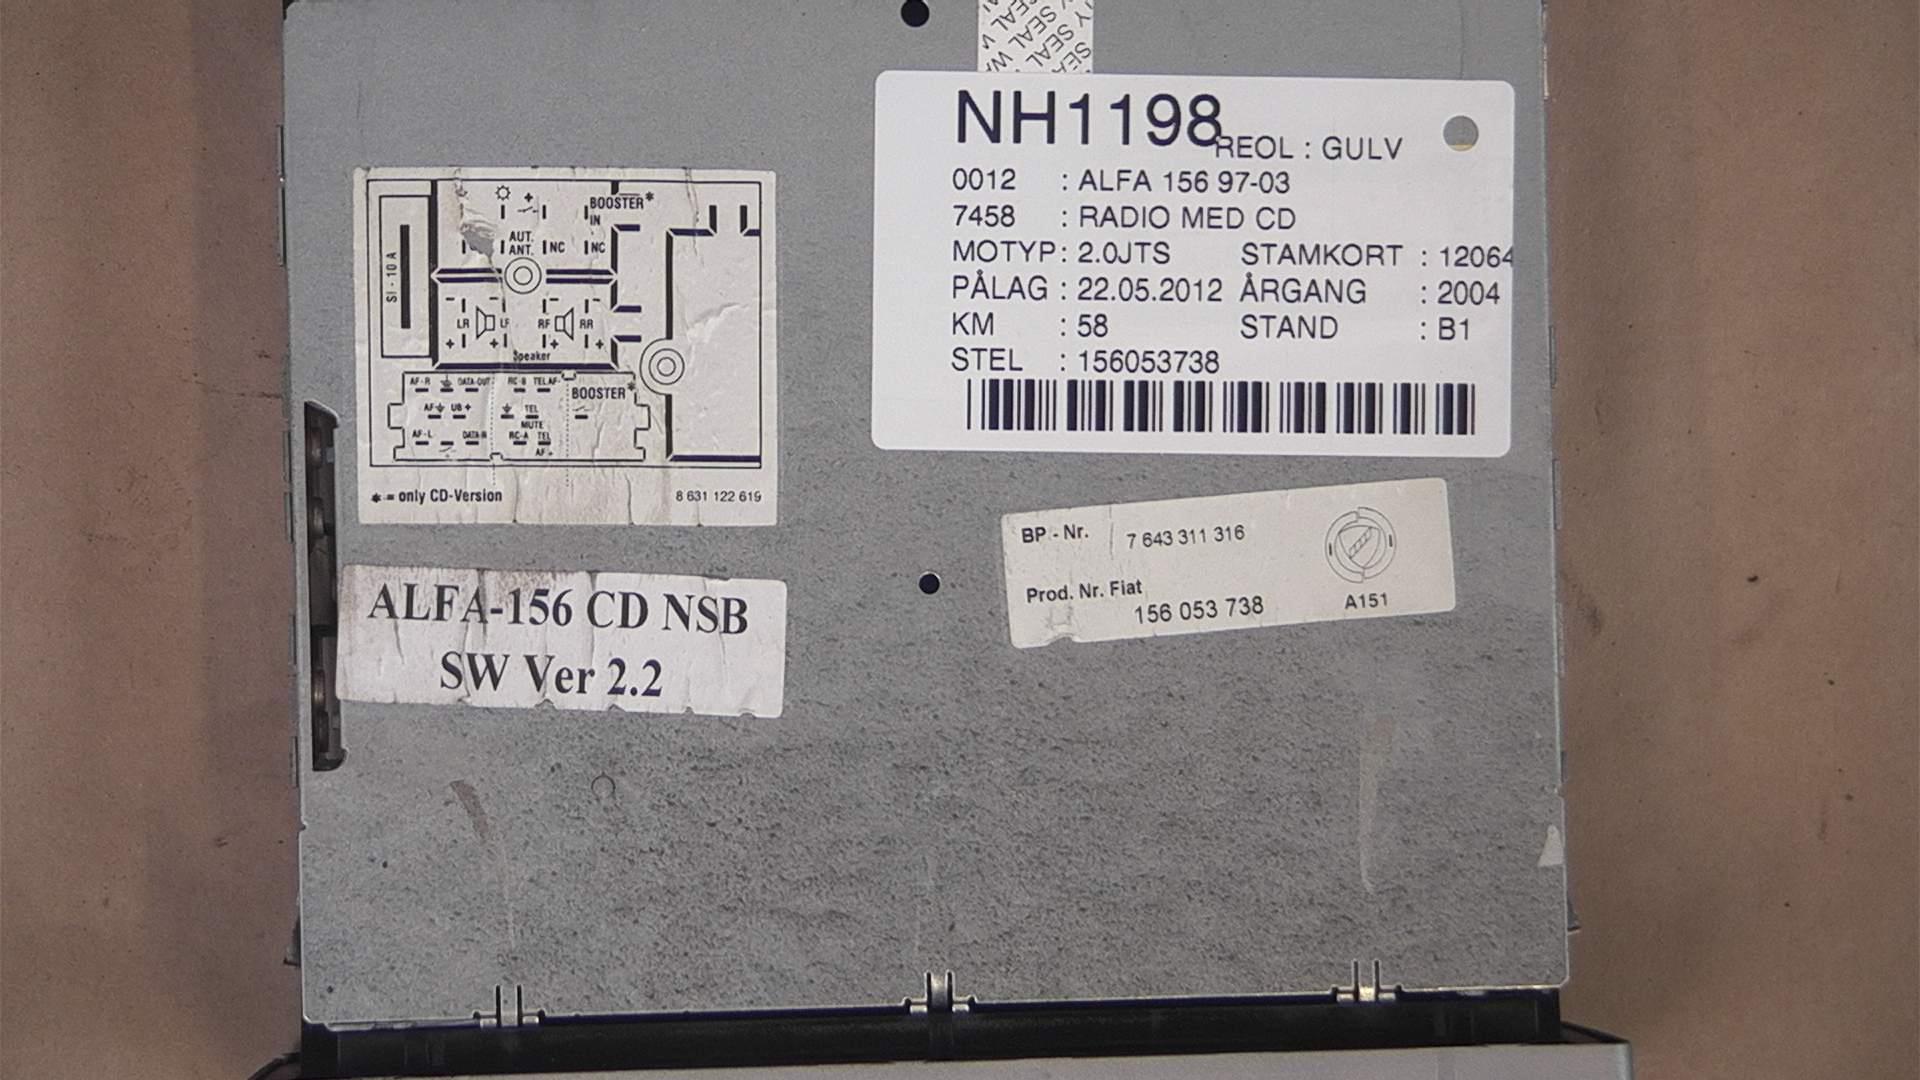 SEAL
NH1198
REOL : GULV
0012 : ALFA 156 97-03
7458 : RADIO MED CD
MOTYP : 2.0JTS STAMKORT : 12064
PÅLAG : 22.05.2012 ÅRGANG : 2004
KM : 58 STAND : B1
STEL : 156053738
SI - 10 A
+
BOOSTER*
IN
AUT.
ANT. NC NC
- - - -
LR LF RF RR
+ + + +
Speaker
AF-R DATA-OUT RC-B TEL AF-
BOOSTER*
AF UB + TEL
MUTE
AF-L DATA-IN RC-A TEL
AF+
* = only CD-Version 8 631 122 619
BP - Nr. 7 643 311 316
Prod. Nr. Fiat
156 053 738 A151
ALFA-156 CD NSB
SW Ver 2.2